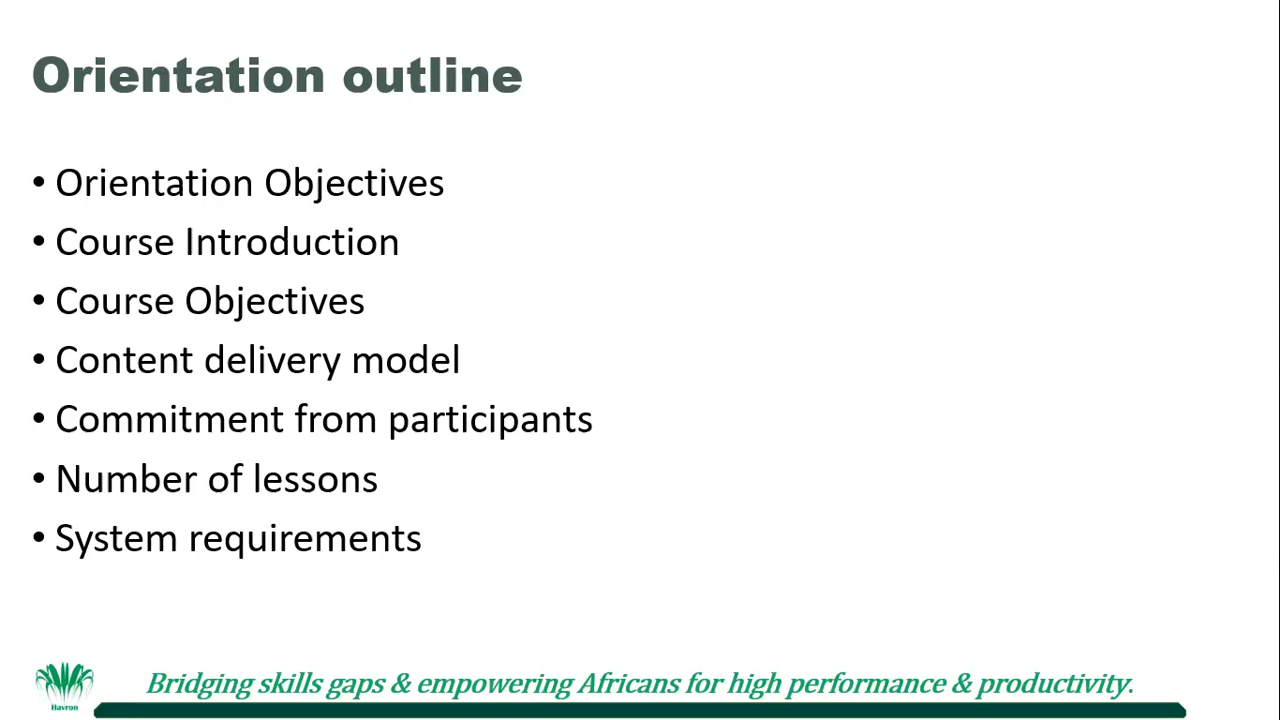 Orientation outline
• Orientation Objectives
• Course Introduction
• Course Objectives
• Content delivery model
• Commitment from participants
• Number of lessons
• System requirements
Bridging skills gaps & empowering Africans for high performance & productivity.
Havron